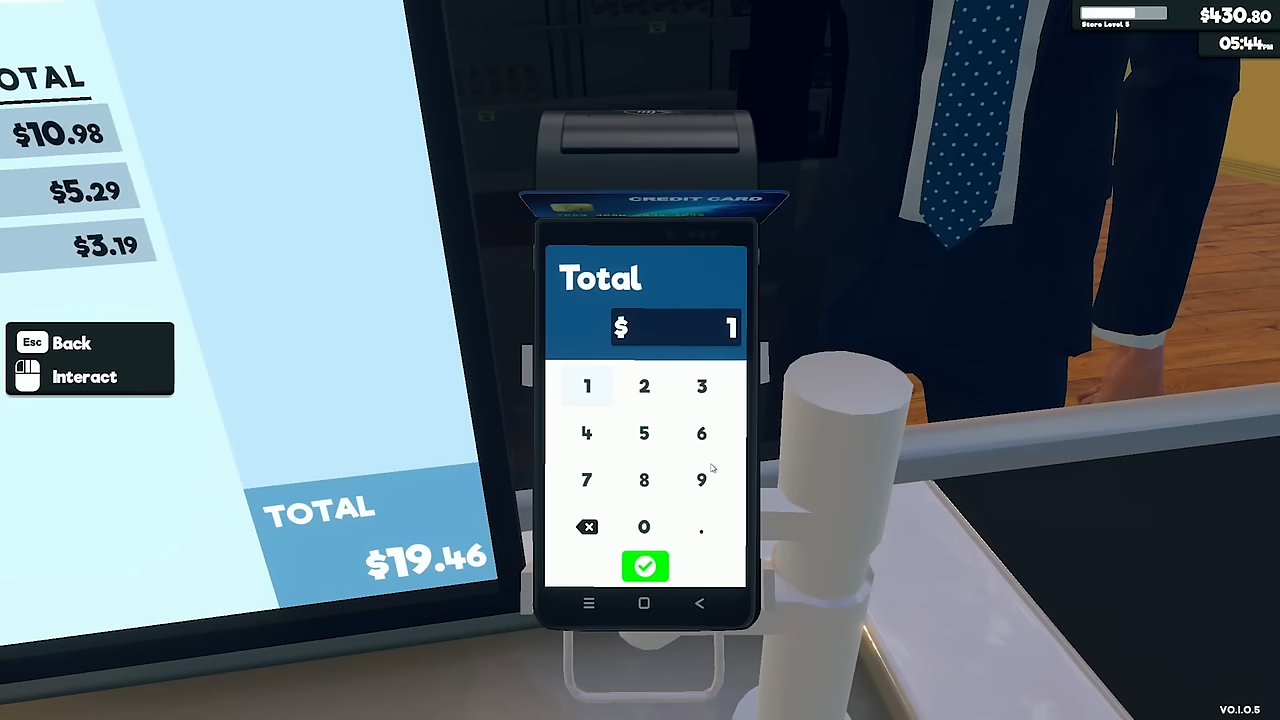 OTAL
$10.98
$5.29
$3.19
Esc Back
Interact
TOTAL
$19.46
CREDIT CARD
Total
$ 1
1 2 3
4 5 6
7 8 9
0 .
$430.80
Store Level 5
05:44PM
V0.1.0.5